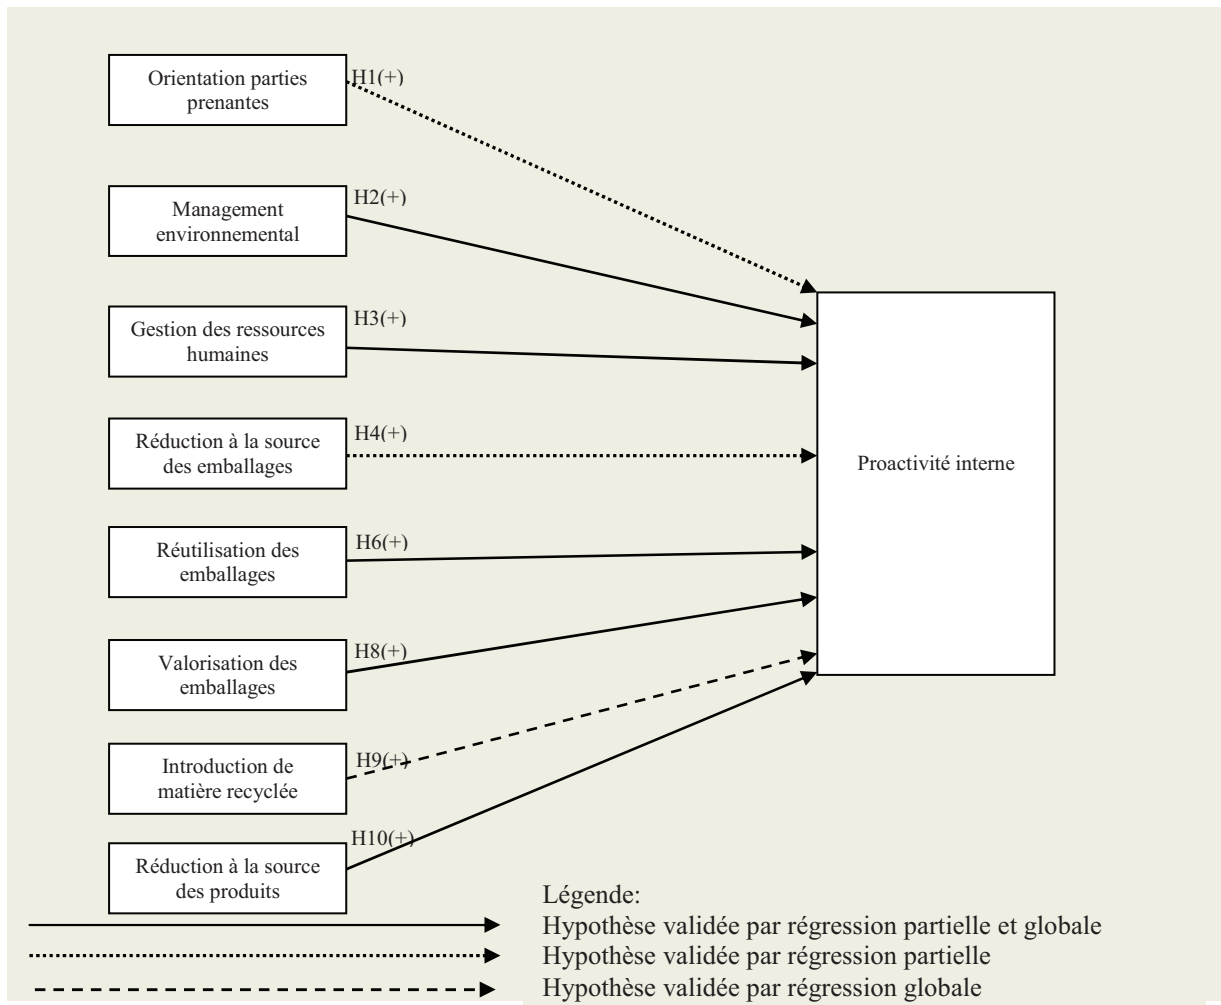 Orientation parties
prenantes
H1(+)
Management
environnemental
H2(+)
Gestion des ressources
humaines
H3(+)
Réduction à la source
des emballages
H4(+)
Proactivité interne
Réutilisation des
emballages
H6(+)
Valorisation des
emballages
H8(+)
Introduction de
matière recyclée
H9(+)
Réduction à la source
des produits
H10(+)
Légende:
Hypothèse validée par régression partielle et globale
Hypothèse validée par régression partielle
Hypothèse validée par régression globale